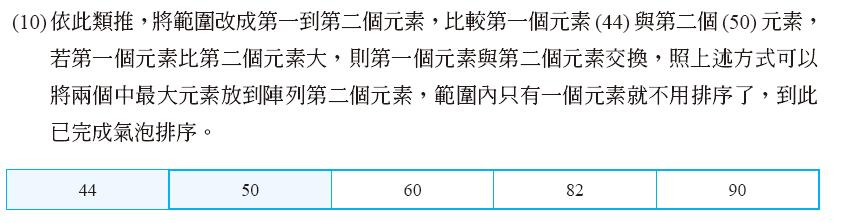 (10)依此類推，將範圍改成第一到第二個元素，比較第一個元素(44)與第二個(50)元素，
若第一個元素比第二個元素大，則第一個元素與第二個元素交換，照上述方式可以
將兩個中最大元素放到陣列第二個元素，範圍內只有一個元素就不用排序了，到此
已完成氣泡排序。
44 50 60 82 90